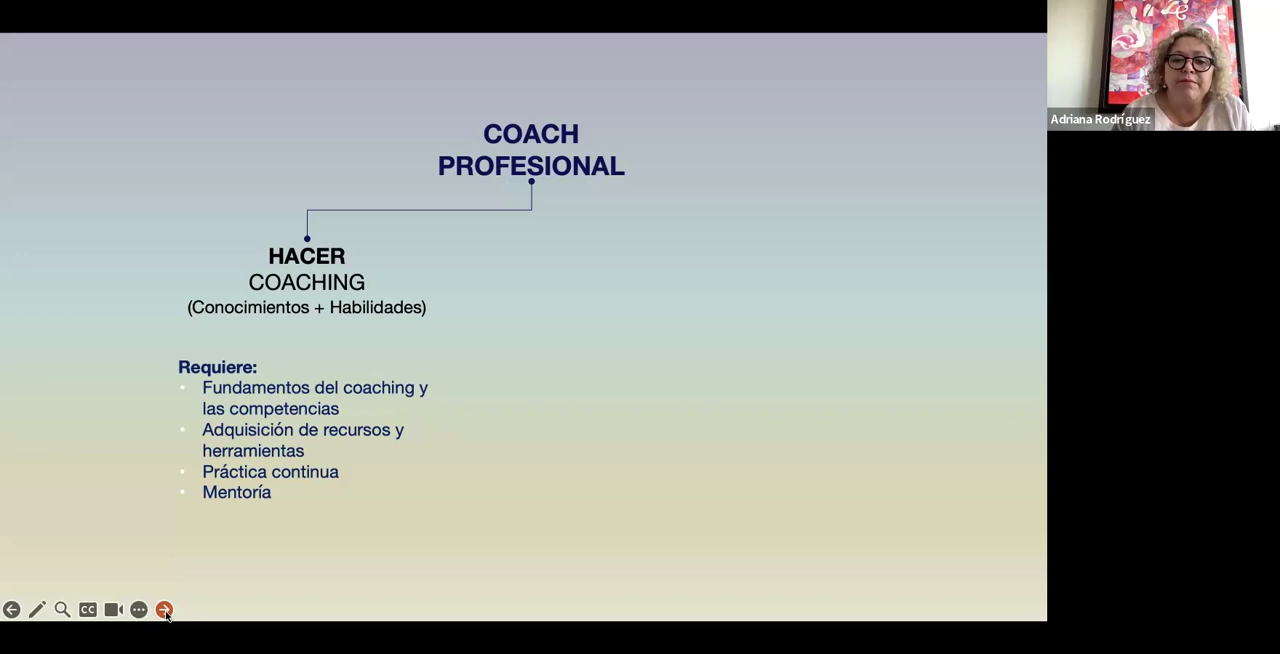 COACH
PROFESIONAL
HACER
COACHING
(Conocimientos + Habilidades)
Requiere:
• Fundamentos del coaching y
las competencias
• Adquisición de recursos y
herramientas
• Práctica continua
• Mentoría
Adriana Rodríguez
CC